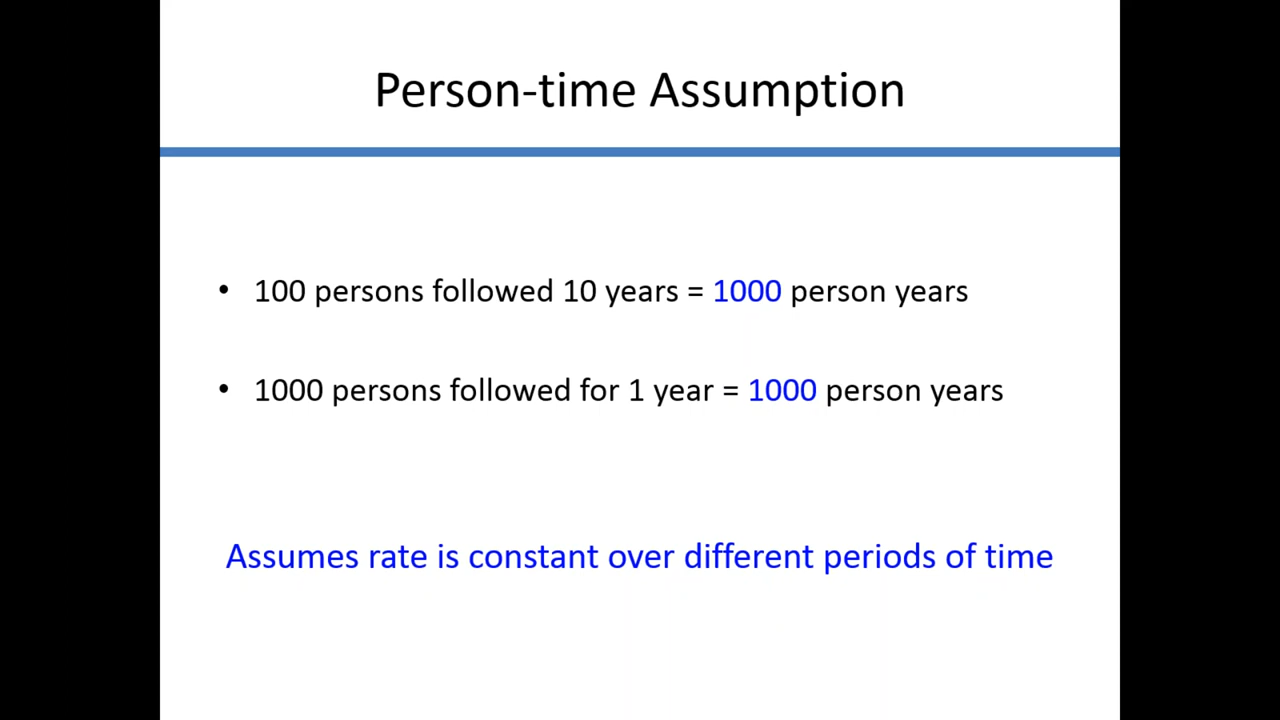 Person-time Assumption
• 100 persons followed 10 years = 1000 person years
• 1000 persons followed for 1 year = 1000 person years
Assumes rate is constant over different periods of time